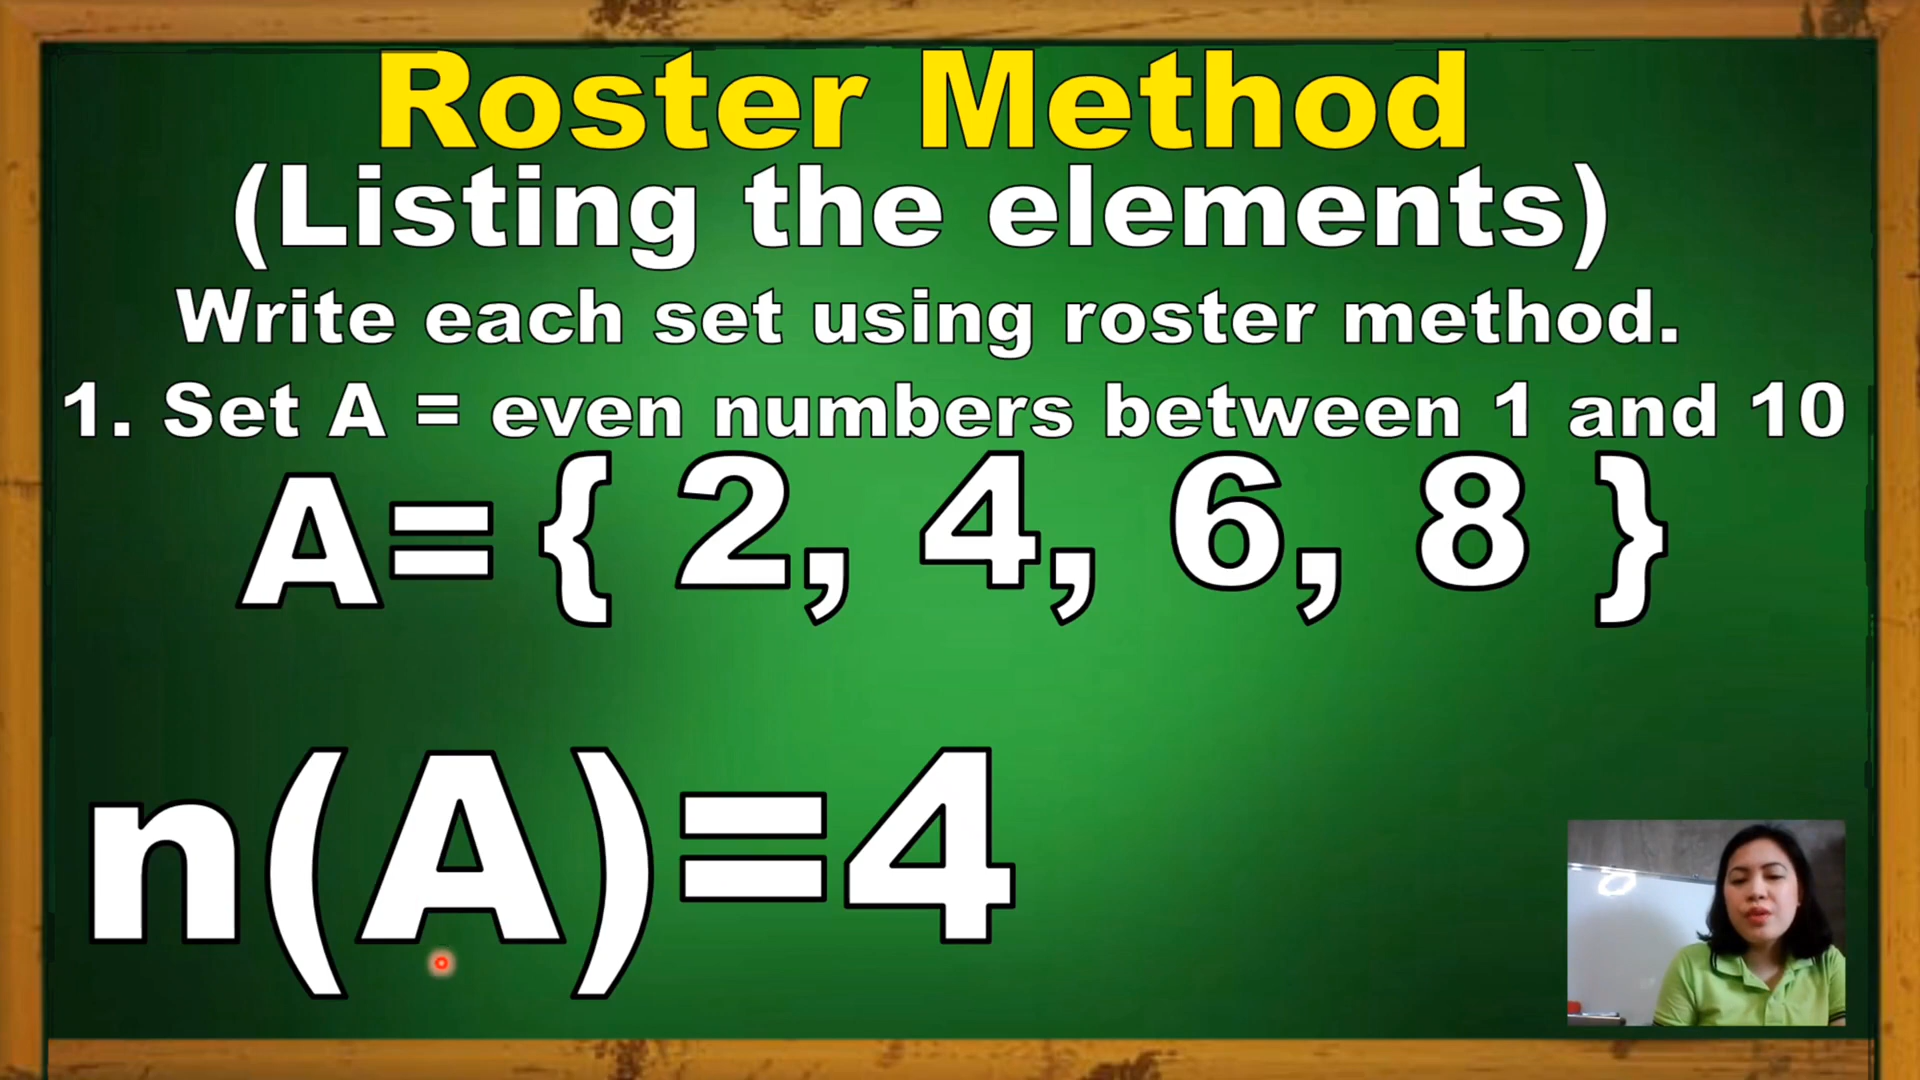 Roster Method
(Listing the elements)
Write each set using roster method.
1. Set A = even numbers between 1 and 10
A= { 2, 4, 6, 8 }
n(A)=4